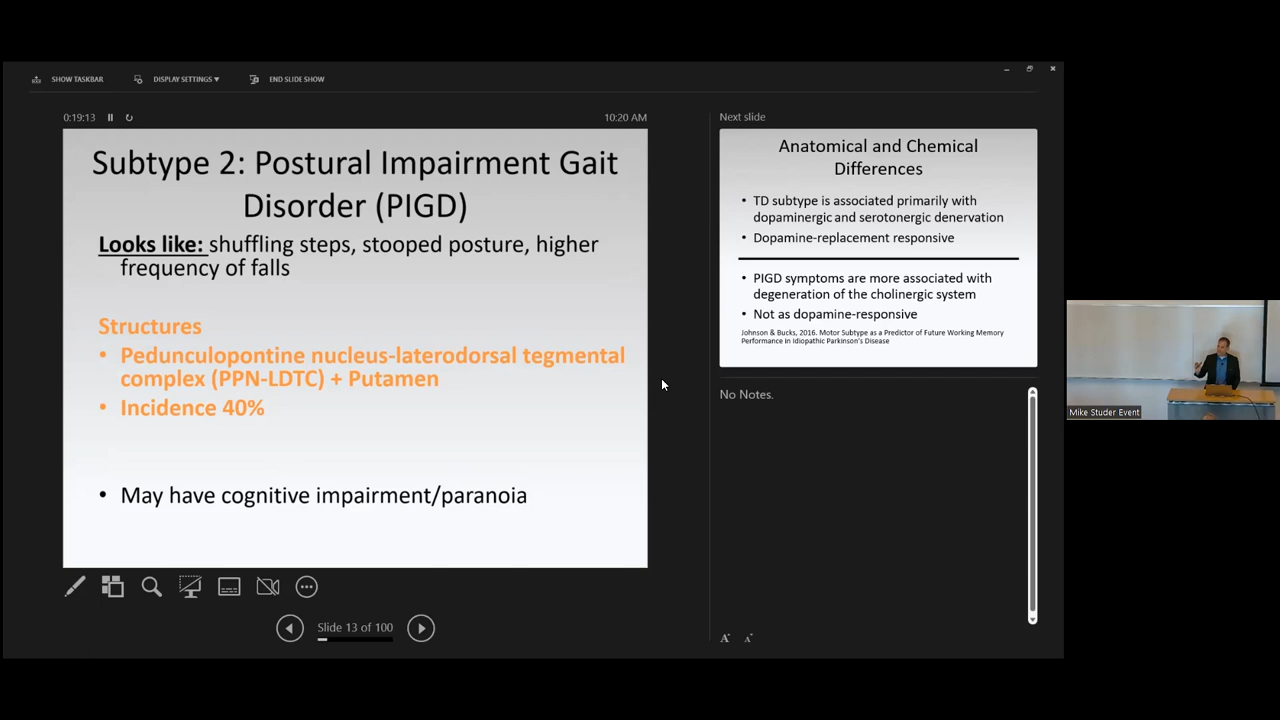 SHOW TASKBAR
DISPLAY SETTINGS ▼
END SLIDE SHOW
0:19:13
10:20 AM
Subtype 2: Postural Impairment Gait
Disorder (PIGD)
Looks like: shuffling steps, stooped posture, higher
frequency of falls
Structures
• Pedunculopontine nucleus-laterodorsal tegmental
complex (PPN-LDTC) + Putamen
• Incidence 40%
• May have cognitive impairment/paranoia
Slide 13 of 100
Next slide
Anatomical and Chemical
Differences
• TD subtype is associated primarily with
dopaminergic and serotonergic denervation
• Dopamine-replacement responsive
• PIGD symptoms are more associated with
degeneration of the cholinergic system
• Not as dopamine-responsive
Johnson & Bucks, 2016. Motor Subtype as a Predictor of Future Working Memory
Performance in Idiopathic Parkinson's Disease
No Notes.
A A
Mike Studer Event